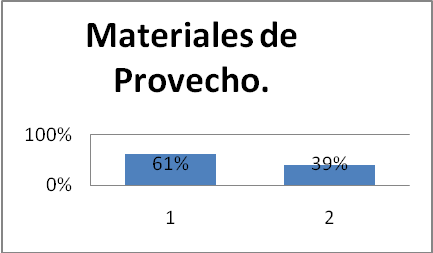 Materiales de
Provecho.
100%
61% 39%
0%
1 2